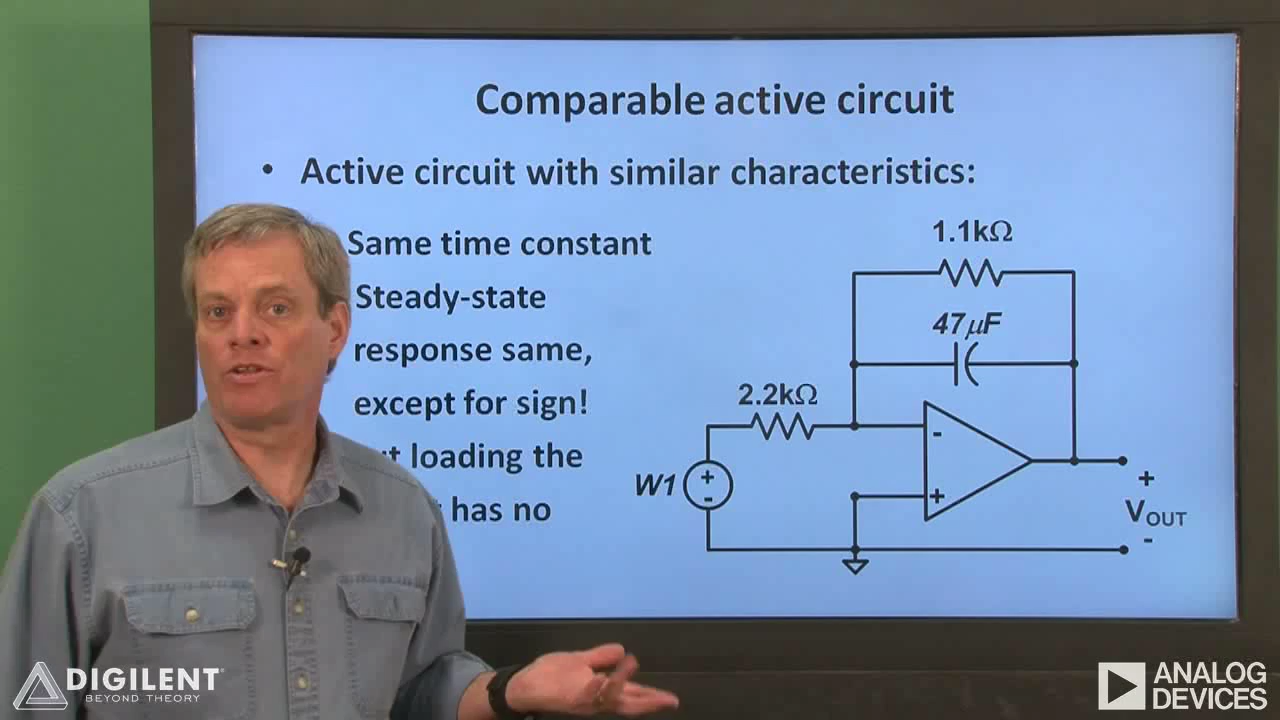 Comparable active circuit
• Active circuit with similar characteristics:
Same time constant
Steady-state
response same,
except for sign!
loading the
has no
1.1kΩ
47μF
2.2kΩ
W1
+
-
-
+
+
VOUT
-
DIGILENT
BEYOND THEORY
ANALOG
DEVICES